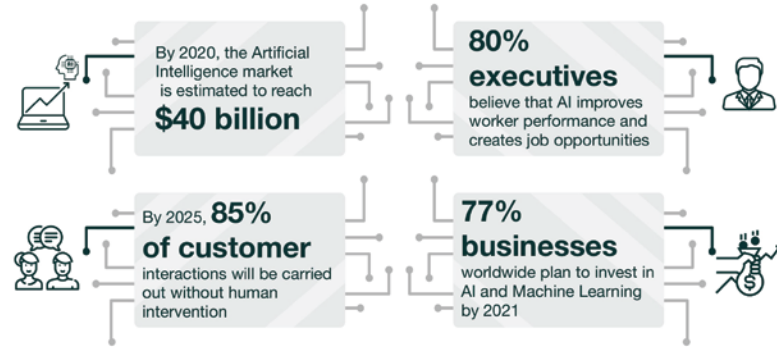 By 2020, the Artificial
Intelligence market
is estimated to reach
$40 billion
80%
executives
believe that AI improves
worker performance and
creates job opportunities
By 2025, 85%
of customer
interactions will be carried
out without human
intervention
77%
businesses
worldwide plan to invest in
AI and Machine Learning
by 2021